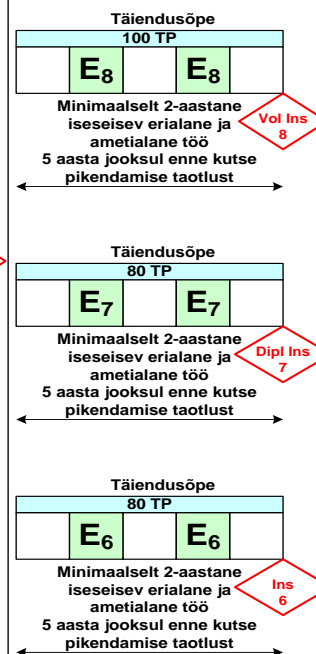 Täiendusõpe
100 TP
E8 E8
Minimaalselt 2-aastane
iseseisev erialane ja
ametialane töö
5 aasta jooksul enne kutse
pikendamise taotlust
Vol Ins
8
Täiendusõpe
80 TP
E7 E7
Minimaalselt 2-aastane
iseseisev erialane ja
ametialane töö
5 aasta jooksul enne kutse
pikendamise taotlust
Dipl Ins
7
Täiendusõpe
80 TP
E6 E6
Minimaalselt 2-aastane
iseseisev erialane ja
ametialane töö
5 aasta jooksul enne kutse
pikendamise taotlust
Ins
6